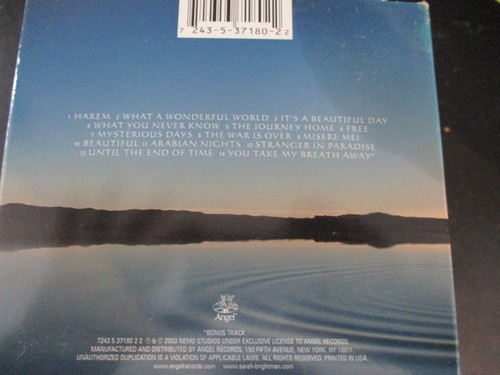 7 243-5-37180-2 2
1 HAREM 2 WHAT A WONDERFUL WORLD 3 IT'S A BEAUTIFUL DAY
4 WHAT YOU NEVER KNOW 5 THE JOURNEY HOME 6 FREE
7 MYSTERIOUS DAYS 8 THE WAR IS OVER 9 MISERE MEI
10 BEAUTIFUL 11 ARABIAN NIGHTS 12 STRANGER IN PARADISE
13 UNTIL THE END OF TIME 14 YOU TAKE MY BREATH AWAY*
Angel
*BONUS TRACK
7243 5 37180 2 2 ℗ & © 2003 NEMO STUDIOS UNDER EXCLUSIVE LICENSE TO ANGEL RECORDS.
MANUFACTURED AND DISTRIBUTED BY ANGEL RECORDS, 150 FIFTH AVENUE, NEW YORK, NY 10011.
UNAUTHORIZED DUPLICATION IS A VIOLATION OF APPLICABLE LAWS. ALL RIGHTS RESERVED. PRINTED IN USA.
www.angelrecords.com www.sarah-brightman.com